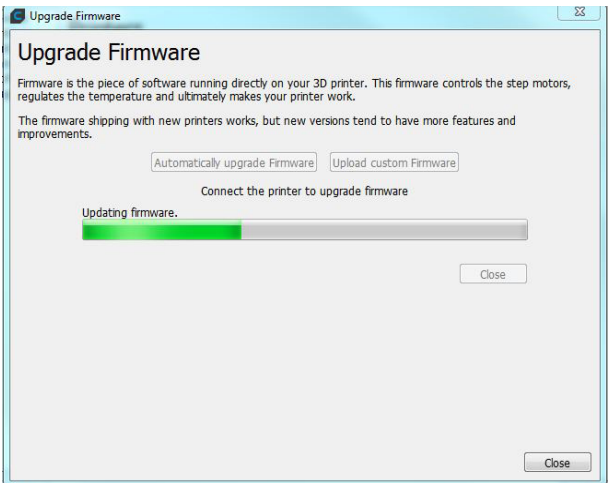 Upgrade Firmware
Upgrade Firmware
Firmware is the piece of software running directly on your 3D printer. This firmware controls the step motors,
regulates the temperature and ultimately makes your printer work.
The firmware shipping with new printers works, but new versions tend to have more features and
improvements.
Automatically upgrade Firmware Upload custom Firmware
Connect the printer to upgrade firmware
Updating firmware.
Close
Close